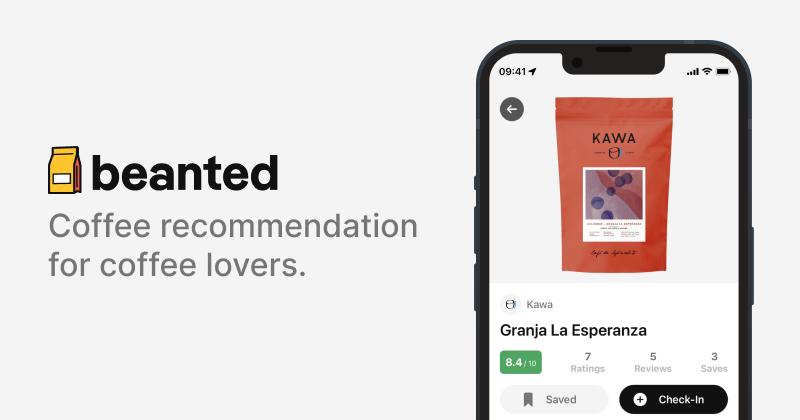 beanted
Coffee recommendation
for coffee lovers.
09:41
KAWA
Kawa
Granja La Esperanza
8.4 / 10
7
Ratings
5
Reviews
3
Saves
Saved
Check-In